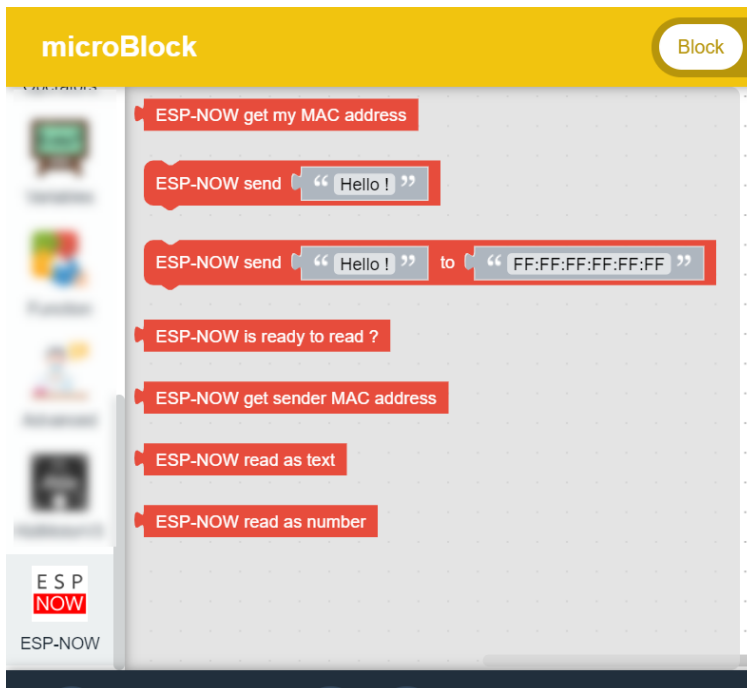 microBlock
Block
ESP-NOW get my MAC address
ESP-NOW send “ Hello ! ”
ESP-NOW send “ Hello ! ” to “ FF:FF:FF:FF:FF:FF ”
ESP-NOW is ready to read ?
ESP-NOW get sender MAC address
ESP-NOW read as text
ESP-NOW read as number
E S P
NOW
ESP-NOW